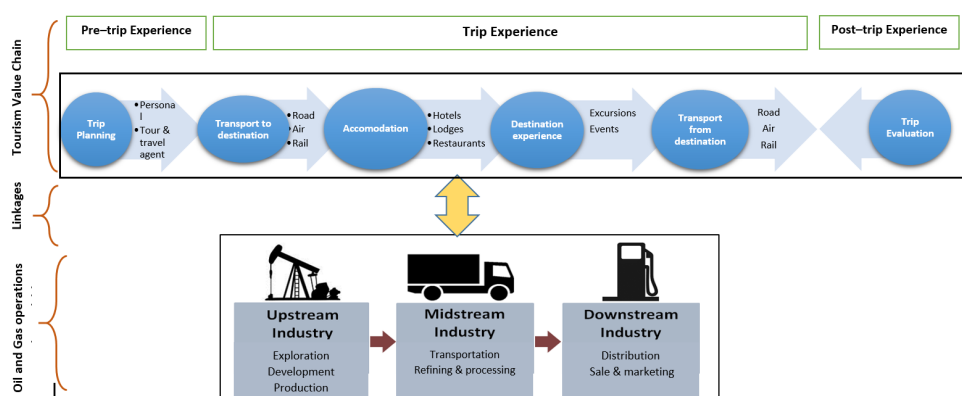 Pre–trip Experience
Trip Experience
Post–trip Experience
Tourism Value Chain
Trip
Planning
•Persona
l
•Tour &
travel
agent
Transport to
destination
•Road
•Air
•Rail
Accomodation
•Hotels
•Lodges
•Restaurants
Destination
experience
Excursions
Events
Transport
from
destination
Road
Air
Rail
Trip
Evaluation
Linkages
Oil and Gas operations
Upstream
Industry
Exploration
Development
Production
Midstream
Industry
Transportation
Refining & processing
Downstream
Industry
Distribution
Sale & marketing